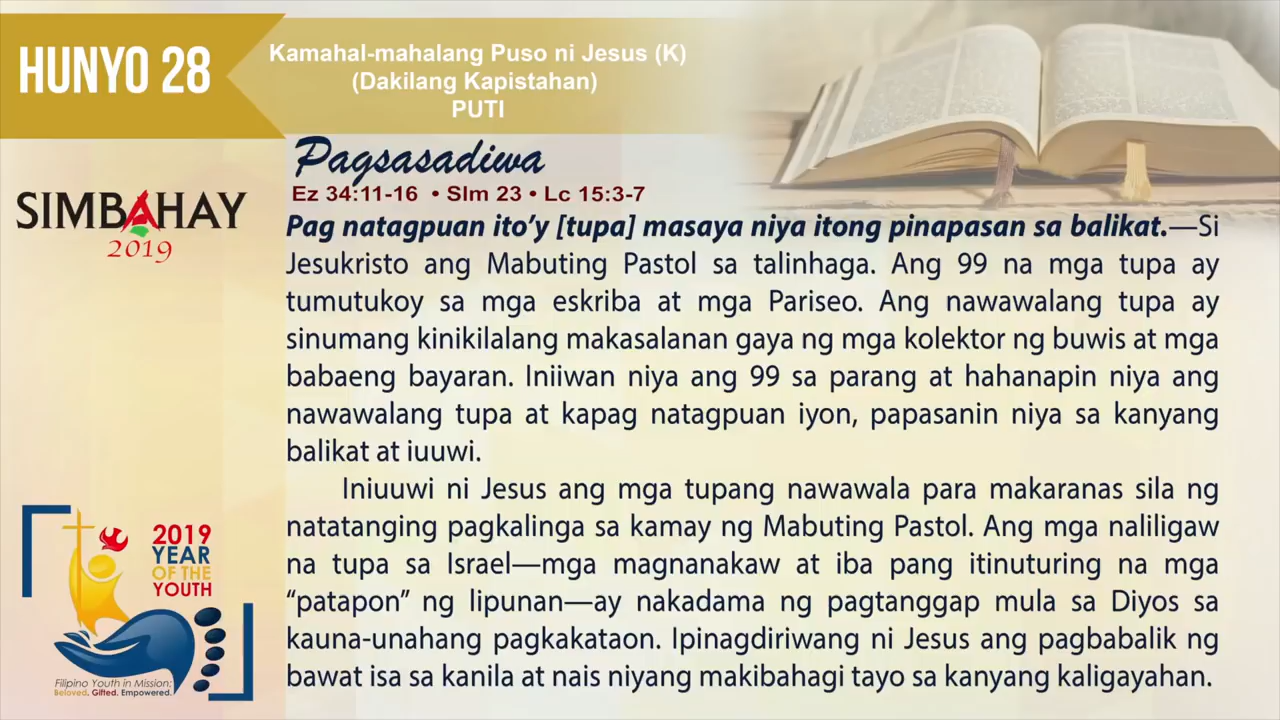 HUNYO 28
Kamahal-mahalang Puso ni Jesus (K)
(Dakilang Kapistahan)
PUTI
Pagsasadiwa
Ez 34:11-16 • Slm 23 • Lc 15:3-7
SIMBAHAY
2019
Pag natagpuan ito’y [tupa] masaya niya itong pinapasan sa balikat.—Si
Jesukristo ang Mabuting Pastol sa talinhaga. Ang 99 na mga tupa ay
tumutukoy sa mga eskriba at mga Pariseo. Ang nawawalang tupa ay
sinumang kinikilalang makasalanan gaya ng mga kolektor ng buwis at mga
babaeng bayaran. Iniiwan niya ang 99 sa parang at hahanapin niya ang
nawawalang tupa at kapag natagpuan iyon, papasanin niya sa kanyang
balikat at iuuwi.
Iniuuwi ni Jesus ang mga tupang nawawala para makaranas sila ng
natatanging pagkalinga sa kamay ng Mabuting Pastol. Ang mga naliligaw
na tupa sa Israel—mga magnanakaw at iba pang itinuturing na mga
“patapon” ng lipunan—ay nakadama ng pagtanggap mula sa Diyos sa
kauna-unahang pagkakataon. Ipinagdiriwang ni Jesus ang pagbabalik ng
bawat isa sa kanila at nais niyang makibahagi tayo sa kanyang kaligayahan.
2019
YEAR
OF THE
YOUTH
Filipino Youth in Mission:
Beloved. Gifted. Empowered.